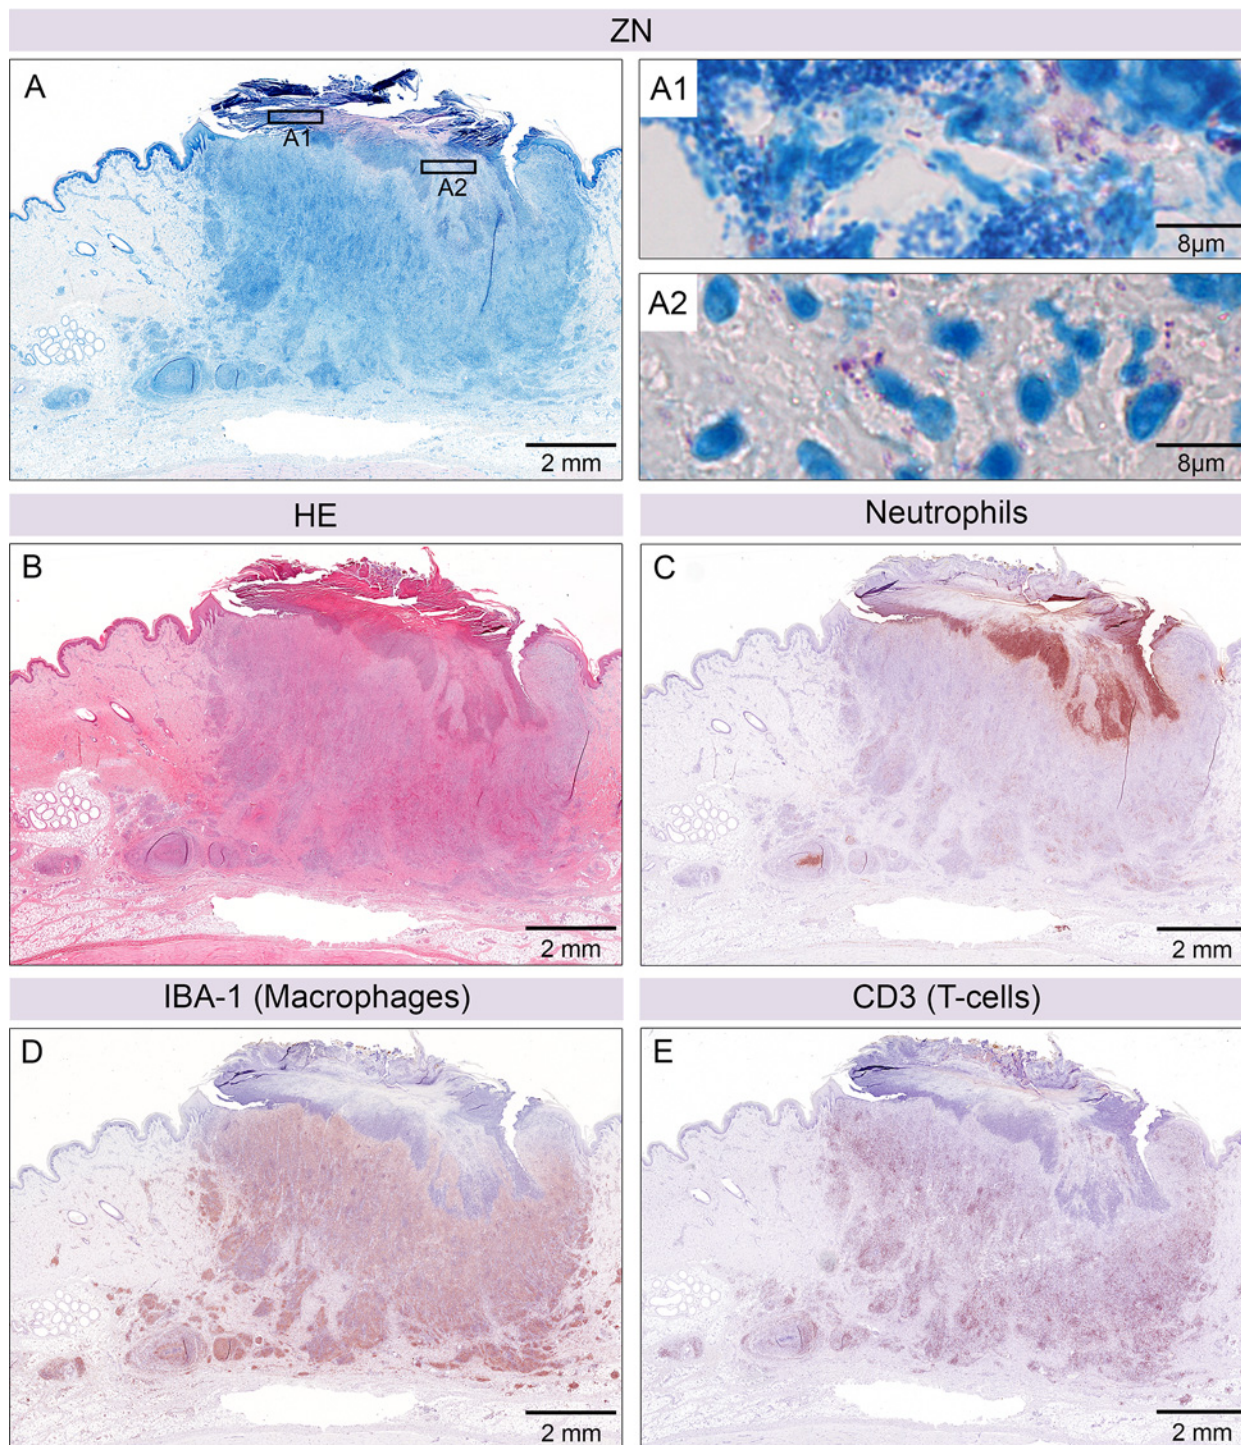 ZN
A
A1
A2
2 mm
A1
8µm
A2
8µm
HE
Neutrophils
B
2 mm
C
2 mm
IBA-1 (Macrophages)
CD3 (T-cells)
D
2 mm
E
2 mm